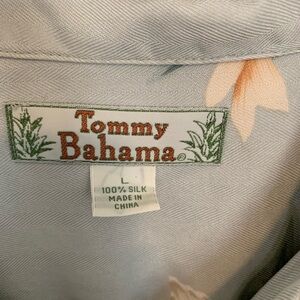 Tommy
Bahama®
L
100% SILK
MADE IN
CHINA